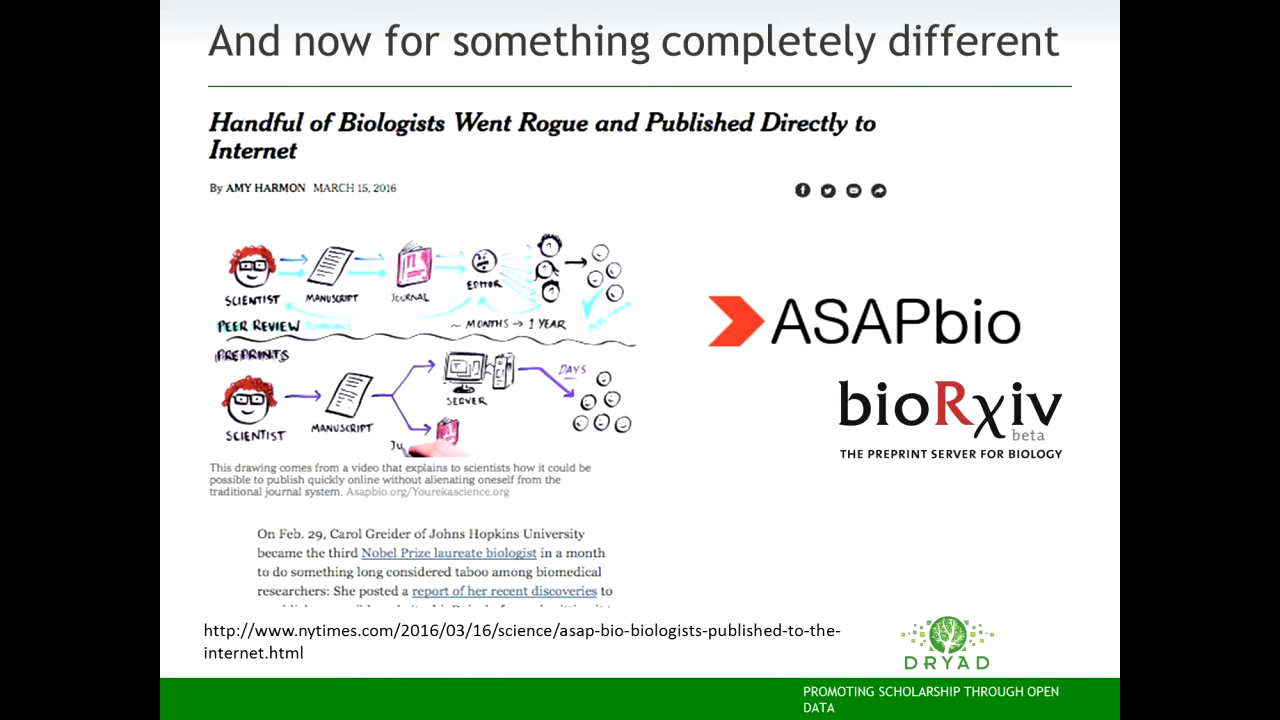 And now for something completely different
Handful of Biologists Went Rogue and Published Directly to
Internet
By AMY HARMON MARCH 15, 2016
SCIENTIST
MANUSCRIPT
JOURNAL
EDITOR
PEER REVIEW
~ MONTHS → 1 YEAR
PREPRINTS
SCIENTIST
MANUSCRIPT
SERVER
DAYS
This drawing comes from a video that explains to scientists how it could be
possible to publish quickly online without alienating oneself from the
traditional journal system. Asapbio.org/Yourekascience.org
On Feb. 29, Carol Greider of Johns Hopkins University
became the third Nobel Prize laureate biologist in a month
to do something long considered taboo among biomedical
researchers: She posted a report of her recent discoveries to
ASAPbio
bioRχiv
beta
THE PREPRINT SERVER FOR BIOLOGY
http://www.nytimes.com/2016/03/16/science/asap-bio-biologists-published-to-the-
internet.html
DRYAD
PROMOTING SCHOLARSHIP THROUGH OPEN
DATA